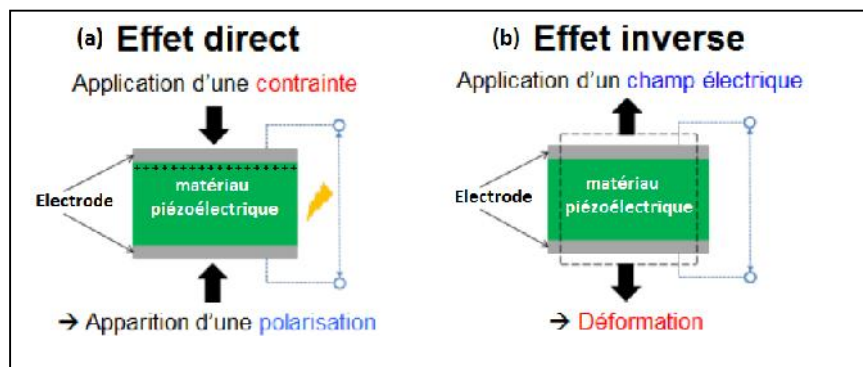 (a) Effet direct
Application d'une contrainte
+++++++++++++++
Electrode
matériau
piézoélectrique
→ Apparition d'une polarisation
(b) Effet inverse
Application d'un champ électrique
Electrode
matériau
piézoélectrique
→ Déformation